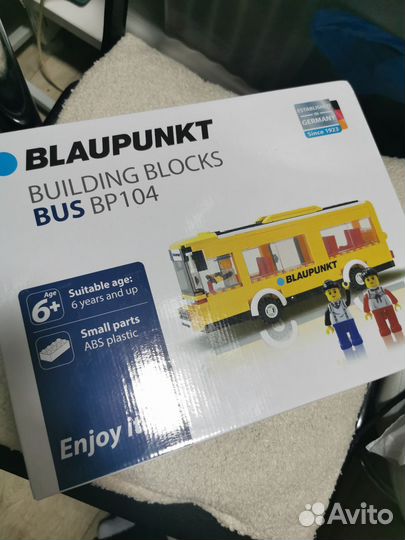 ESTABLISHED
IN
GERMANY
Since 1923
BLAUPUNKT
BUILDING BLOCKS
BUS BP104
BLAUPUNKT
Age
6+
Suitable age:
6 years and up
Small parts
ABS plastic
Enjoy it
Avito